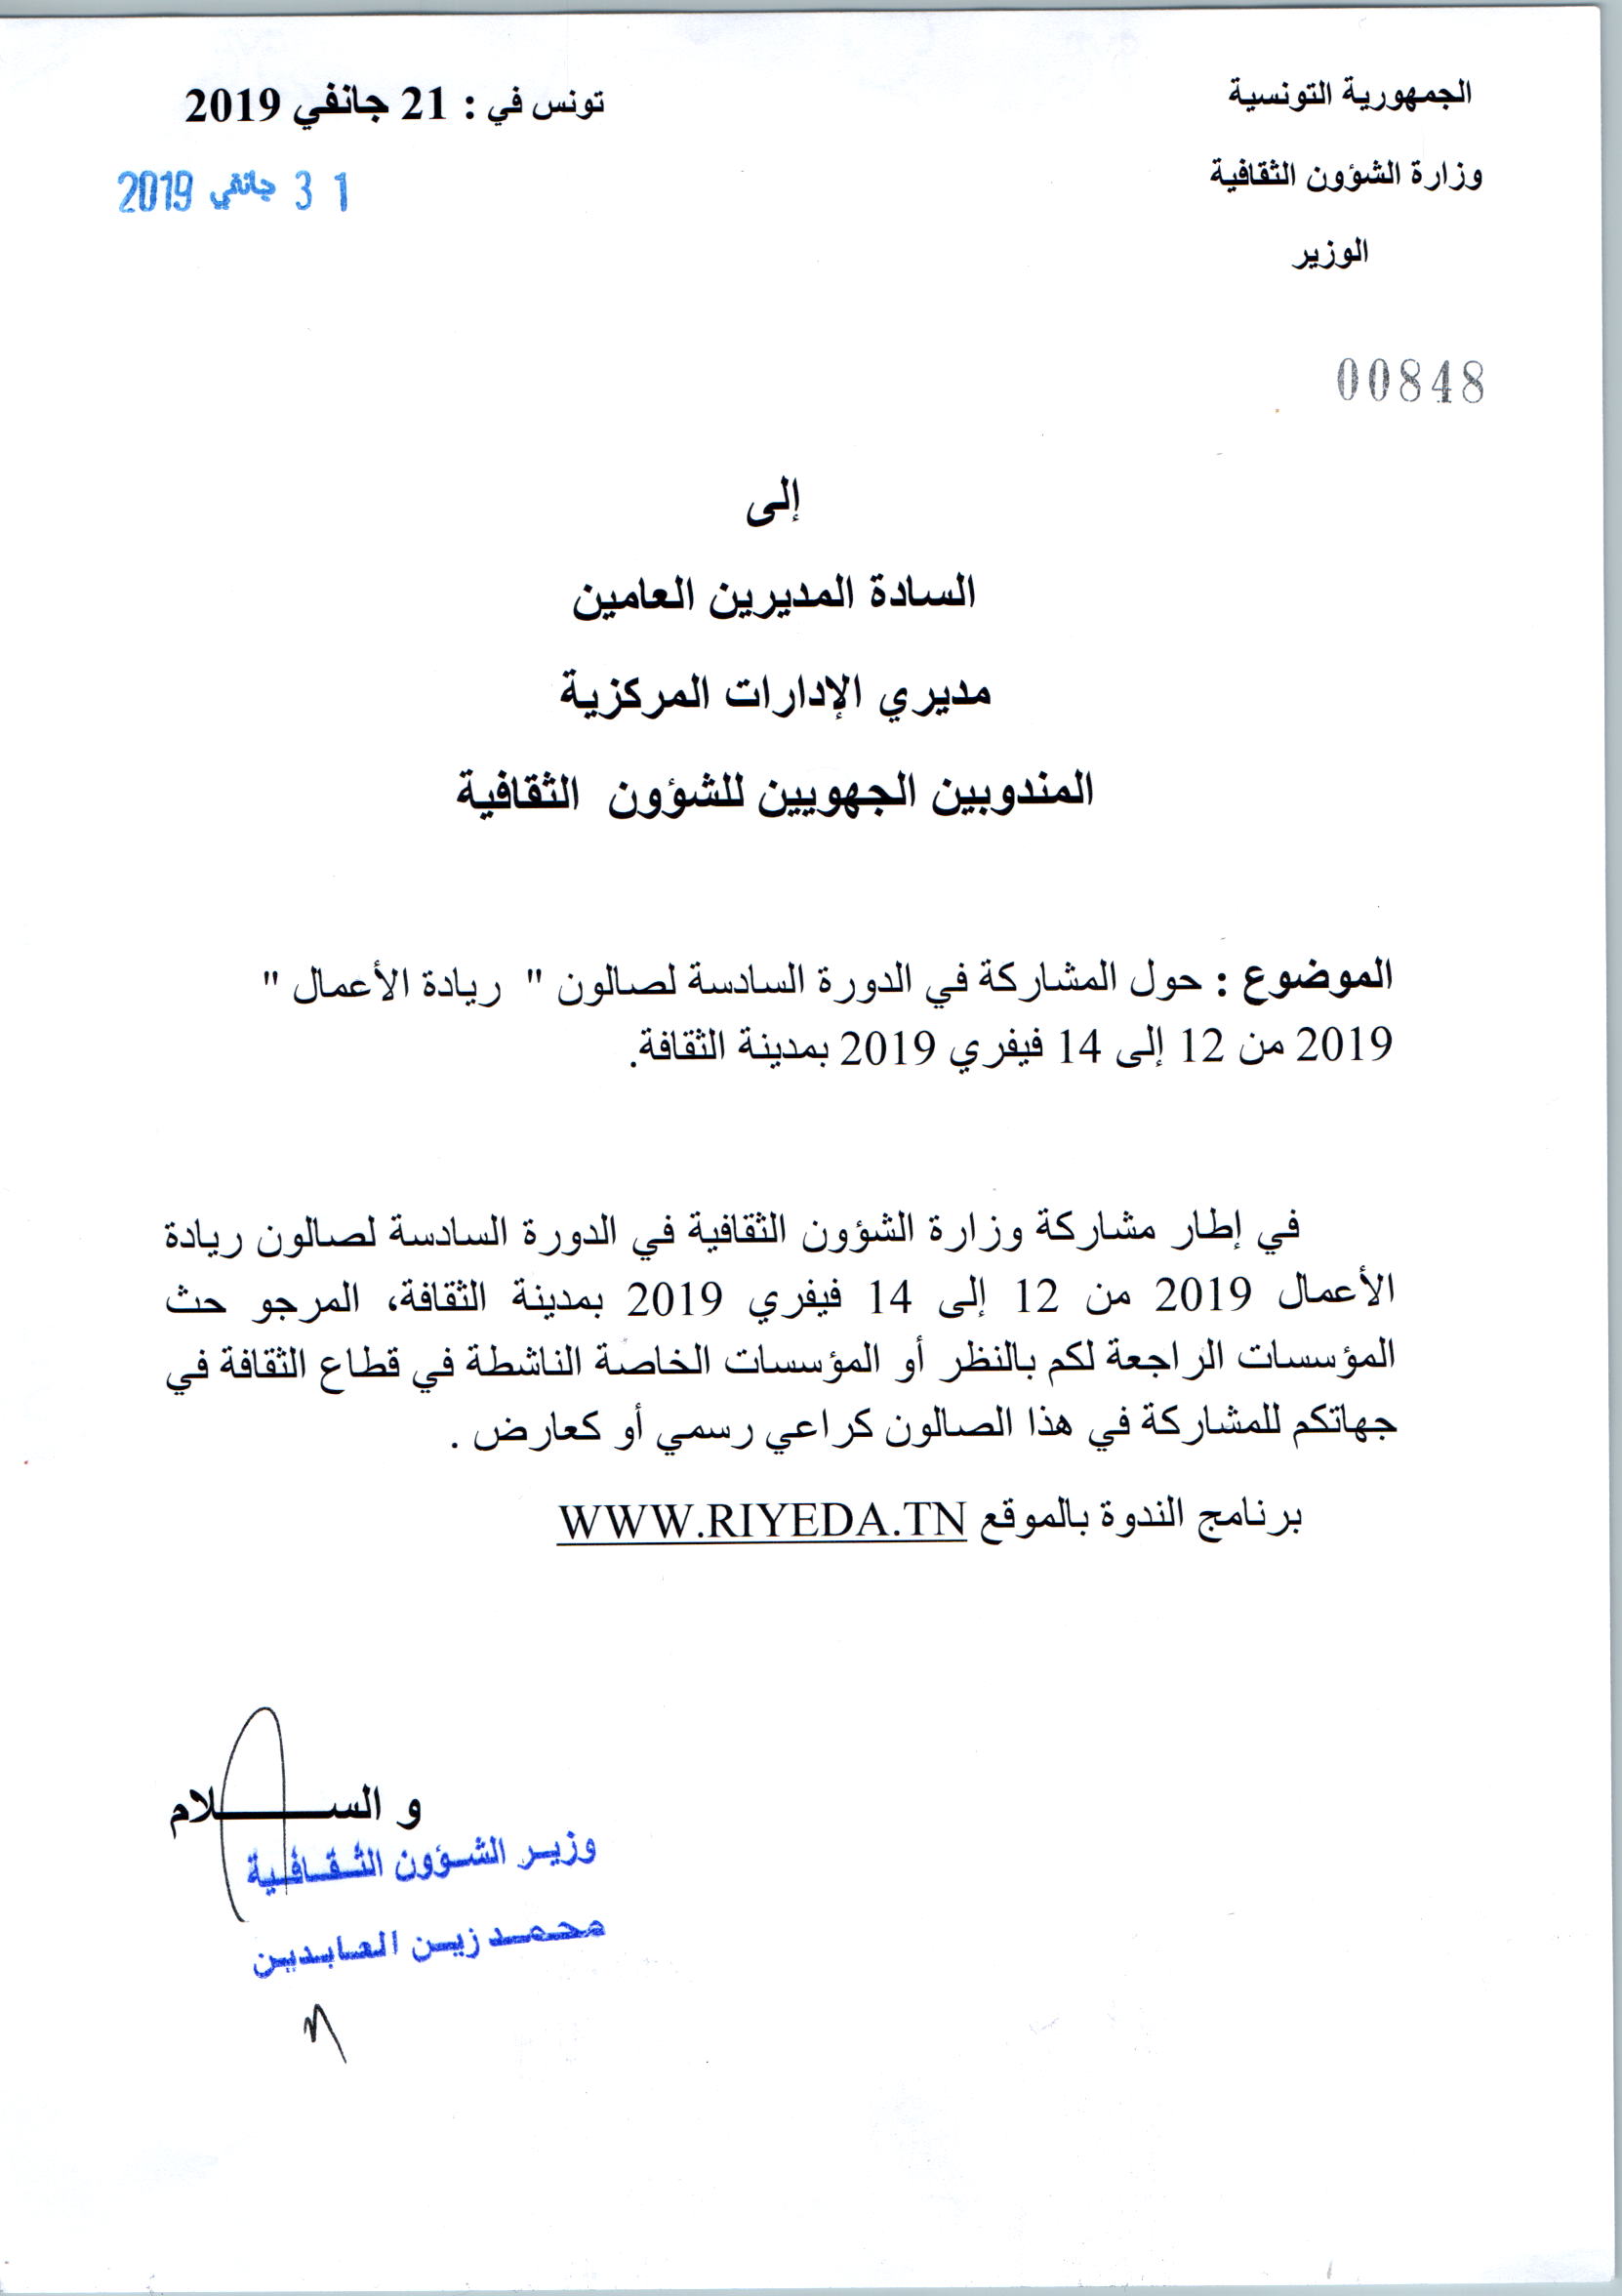 الجمهورية التونسية
وزارة الشؤون الثقافية
الوزير
تونس في : 21 جانفي 2019
31 جانفي 2019
00848
إلى
السادة المديرين العامين
مديري الإدارات المركزية
المندوبين الجهويين للشؤون الثقافية
الموضوع : حول المشاركة في الدورة السادسة لصالون " ريادة الأعمال "
2019 من 12 إلى 14 فيفري 2019 بمدينة الثقافة.
في إطار مشاركة وزارة الشؤون الثقافية في الدورة السادسة لصالون ريادة
الأعمال 2019 من 12 إلى 14 فيفري 2019 بمدينة الثقافة، المرجو حث
المؤسسات الراجعة لكم بالنظر أو المؤسسات الخاصة الناشطة في قطاع الثقافة في
جهاتكم للمشاركة في هذا الصالون كراعي رسمي أو كعارض .
برنامج الندوة بالموقع WWW.RIYEDA.TN
و الســـــــلام
وزير الشؤون الثقافية
محمد زين العابدين